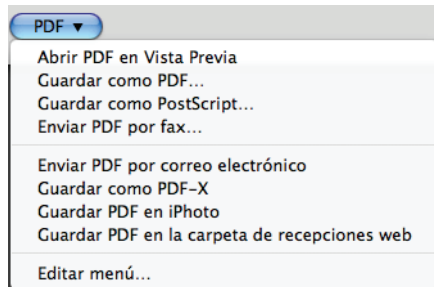 PDF ▼
Abrir PDF en Vista Previa
Guardar como PDF...
Guardar como PostScript...
Enviar PDF por fax...
Enviar PDF por correo electrónico
Guardar como PDF-X
Guardar PDF en iPhoto
Guardar PDF en la carpeta de recepciones web
Editar menú...